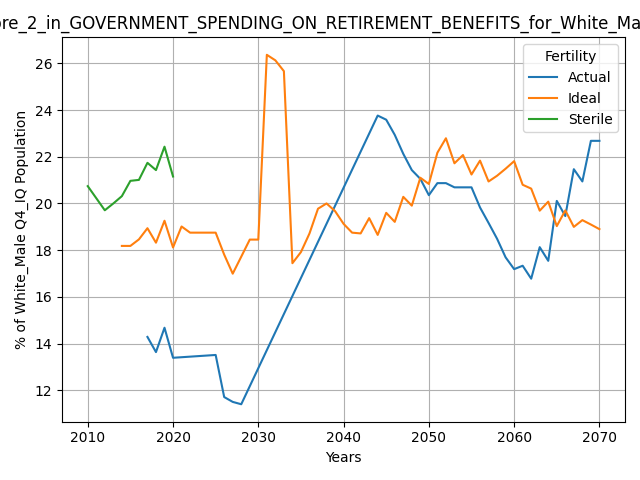 ore_2_in_GOVERNMENT_SPENDING_ON_RETIREMENT_BENEFITS_for_White_Ma
Fertility
Actual
Ideal
Sterile
% of White_Male Q4_IQ Population
26
24
22
20
18
16
14
12
2010 2020 2030 2040 2050 2060 2070
Years